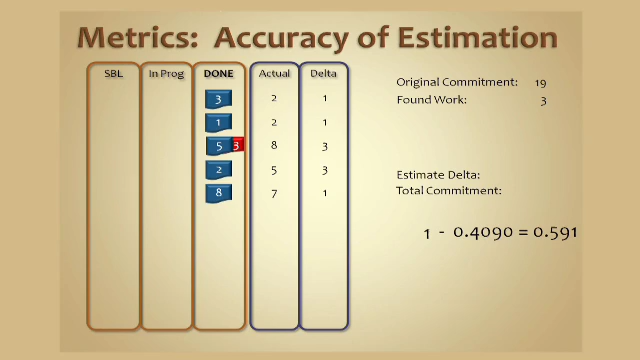 Metrics: Accuracy of Estimation
SBL In Prog DONE Actual Delta
3 2 1
1 2 1
5 3 8 3
2 5 3
8 7 1
Original Commitment: 19
Found Work: 3
Estimate Delta:
Total Commitment:
1 - 0.4090 = 0.591